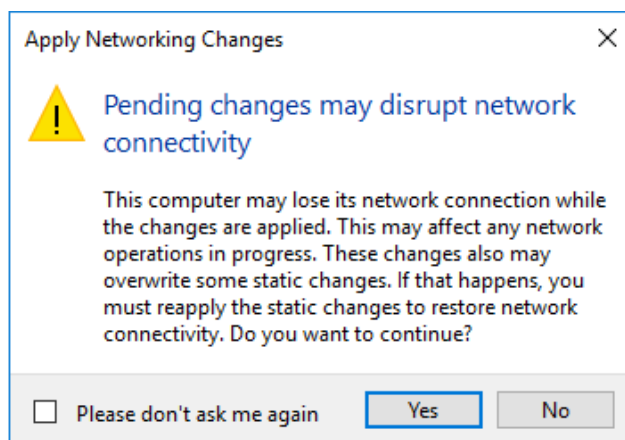 Apply Networking Changes
Pending changes may disrupt network
connectivity
This computer may lose its network connection while
the changes are applied. This may affect any network
operations in progress. These changes also may
overwrite some static changes. If that happens, you
must reapply the static changes to restore network
connectivity. Do you want to continue?
Please don't ask me again
Yes
No